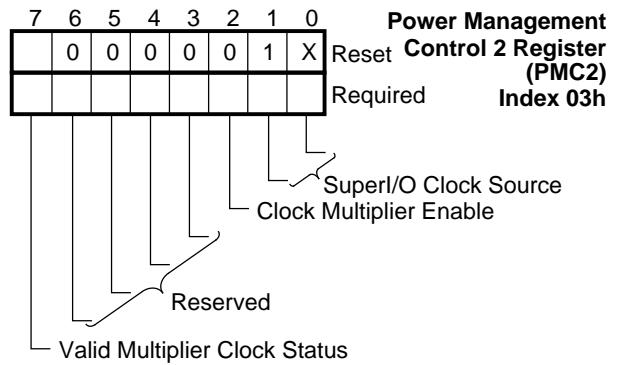 7 6 5 4 3 2 1 0
Power Management
0 0 0 0 0 1 X Reset
Control 2 Register
(PMC2)
Required
Index 03h
SuperI/O Clock Source
Clock Multiplier Enable
Reserved
Valid Multiplier Clock Status